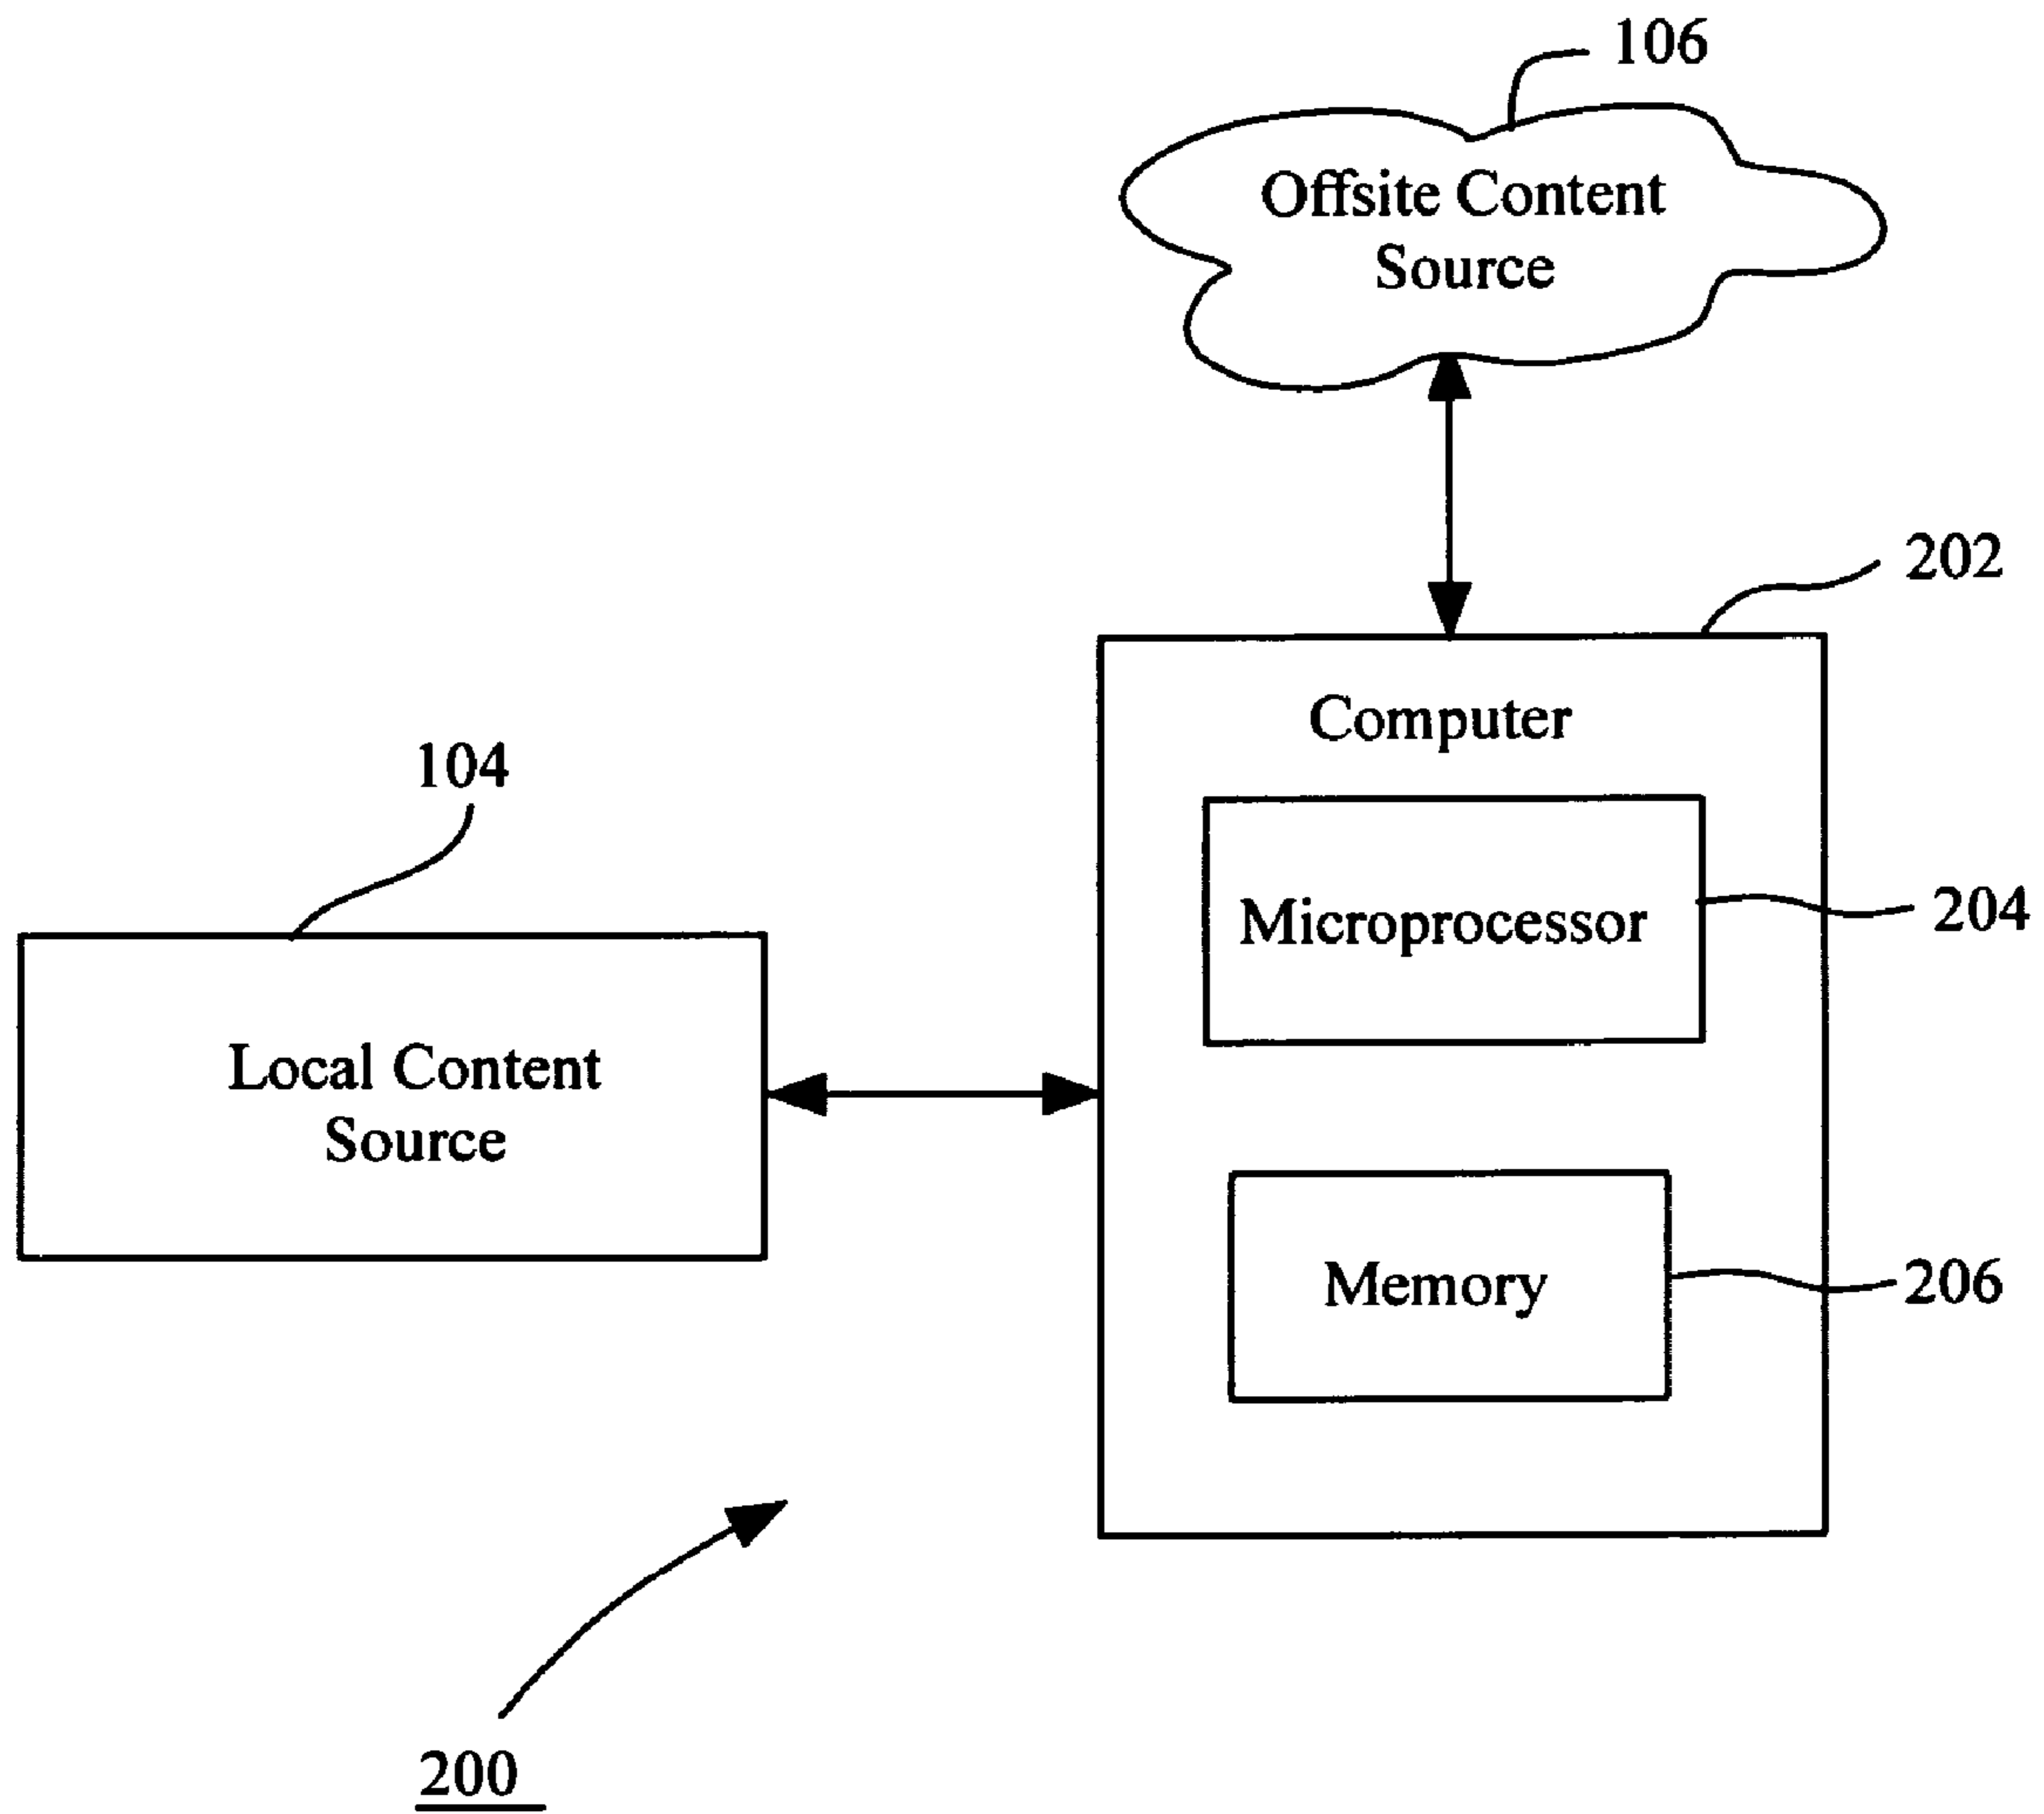 106
Offsite Content
Source
202
Computer
104
Microprocessor
204
Local Content
Source
Memory
206
200